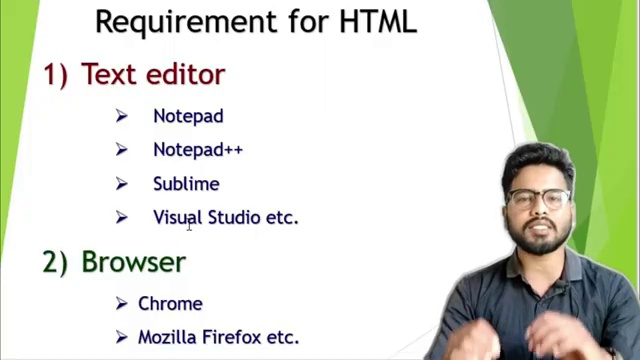 Requirement for HTML
1) Text editor
➢ Notepad
➢ Notepad++
➢ Sublime
➢ Visual Studio etc.
2) Browser
➢ Chrome
➢ Mozilla Firefox etc.